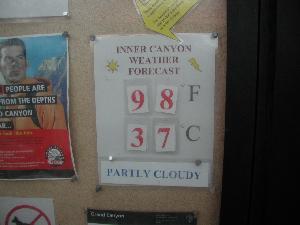 INNER CANYON
WEATHER
FORECAST
98°F
37°C
PARTLY CLOUDY
PEOPLE ARE
FROM THE DEPTHS
CANYON
Grand Canyon